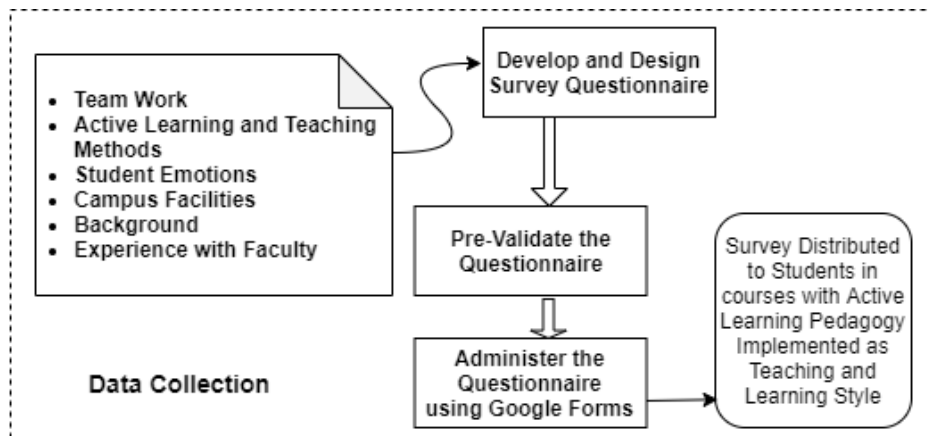 • Team Work
• Active Learning and Teaching
Methods
• Student Emotions
• Campus Facilities
• Background
• Experience with Faculty
Develop and Design
Survey Questionnaire
Pre-Validate the
Questionnaire
Administer the
Questionnaire
using Google Forms
Survey Distributed
to Students in
courses with Active
Learning Pedagogy
Implemented as
Teaching and
Learning Style
Data Collection